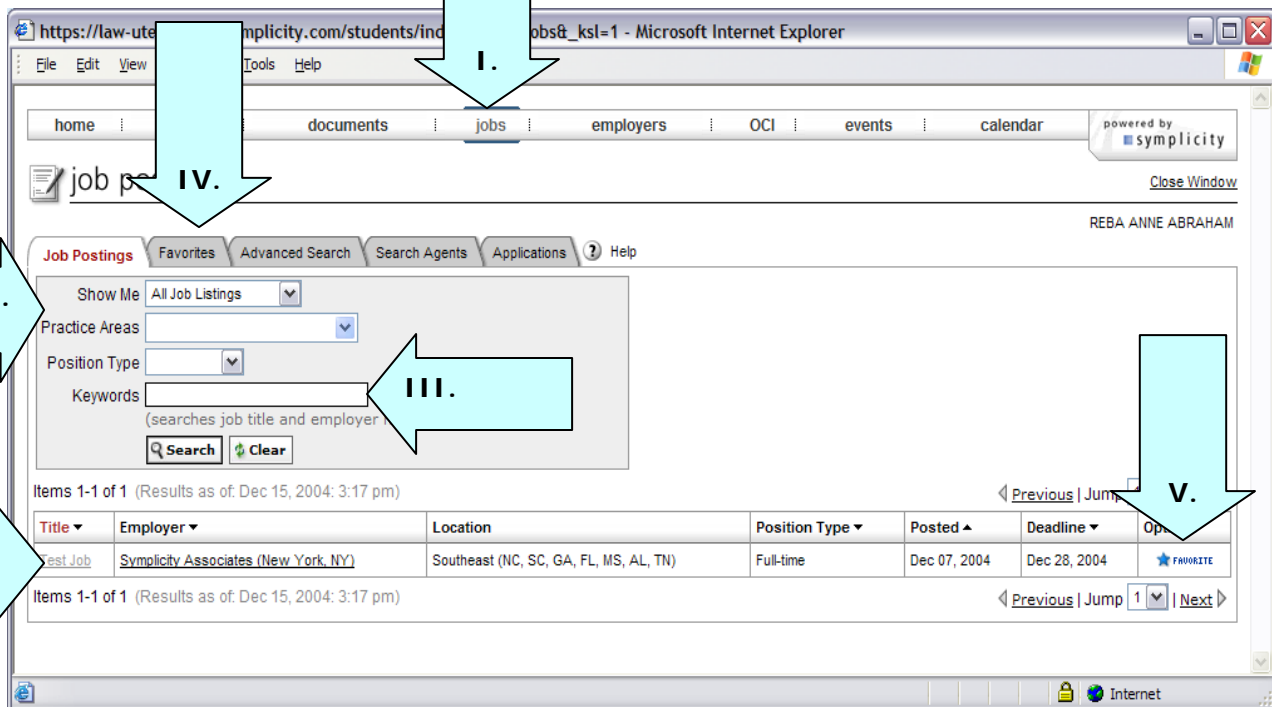 https://law-ute mplicity.com/students/ind obs&_ksl=1 - Microsoft Internet Explorer
I.
File Edit View Tools Help
home documents jobs employers OCI events calendar
powered by
symplicity
job po
IV.
Close Window
REBA ANNE ABRAHAM
Job Postings Favorites Advanced Search Search Agents Applications ? Help
Show Me All Job Listings
.
Practice Areas
Position Type
Keywords
III.
(searches job title and employer
Search Clear
Items 1-1 of 1 (Results as of: Dec 15, 2004: 3:17 pm) Previous | Jump
V.
Title Employer Location Position Type Posted Deadline Op
Test Job Symplicity Associates (New York, NY) Southeast (NC, SC, GA, FL, MS, AL, TN) Full-time Dec 07, 2004 Dec 28, 2004 FAVORITE
Items 1-1 of 1 (Results as of: Dec 15, 2004: 3:17 pm) Previous | Jump 1 | Next
Internet